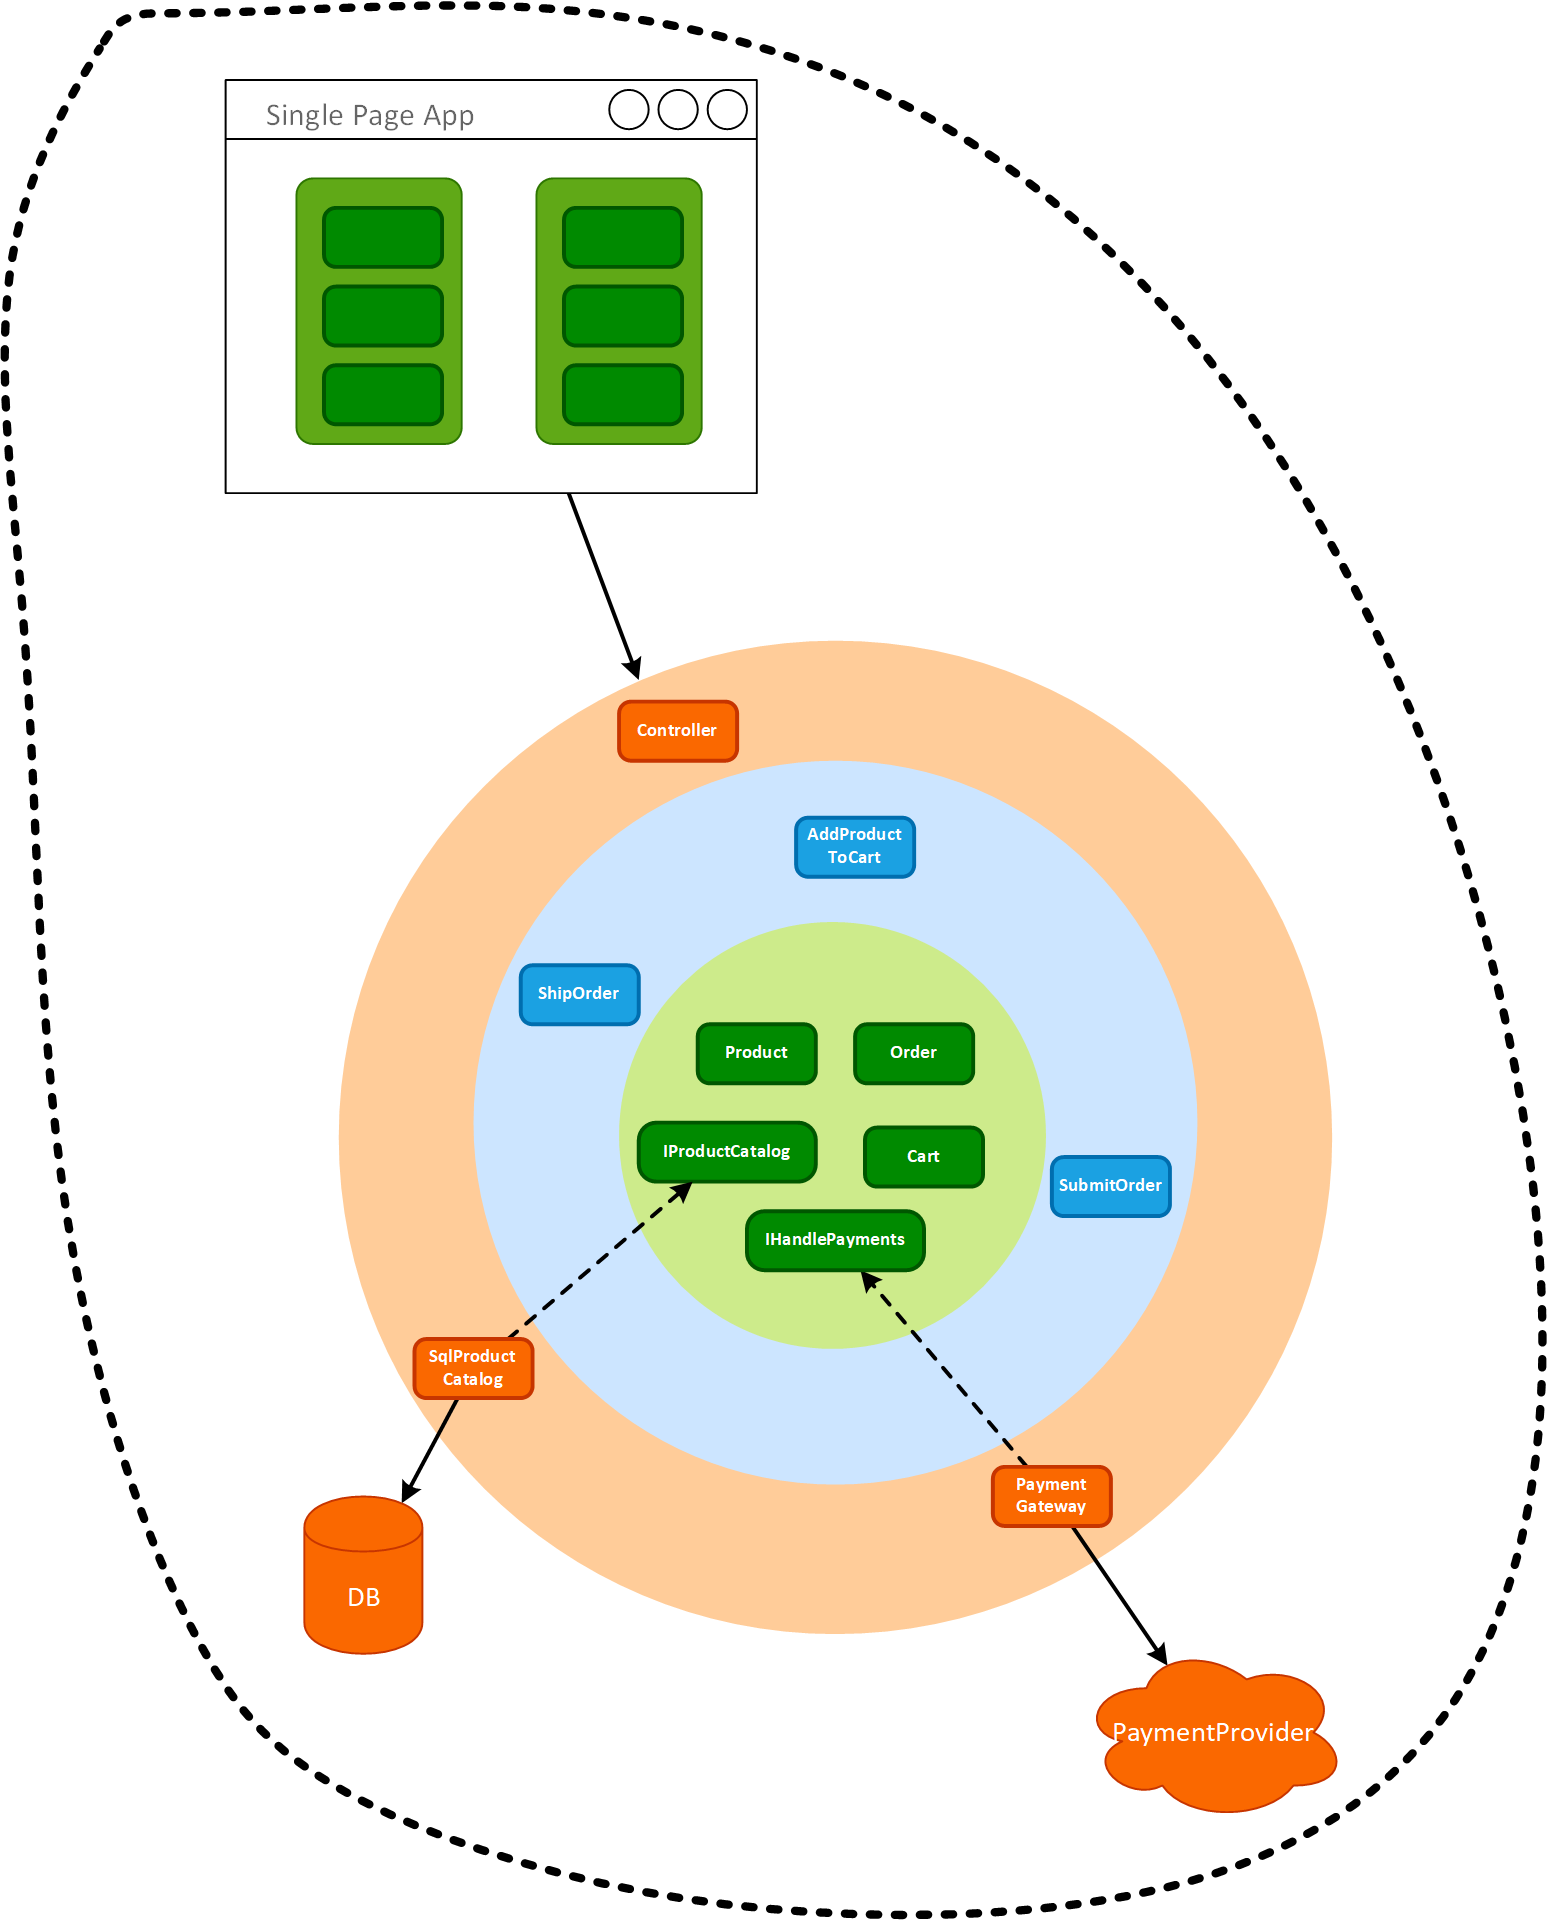 Single Page App
Controller
AddProduct
ToCart
ShipOrder
Product
Order
IProductCatalog
Cart
SubmitOrder
IHandlePayments
SqlProduct
Catalog
Payment
Gateway
DB
PaymentProvider